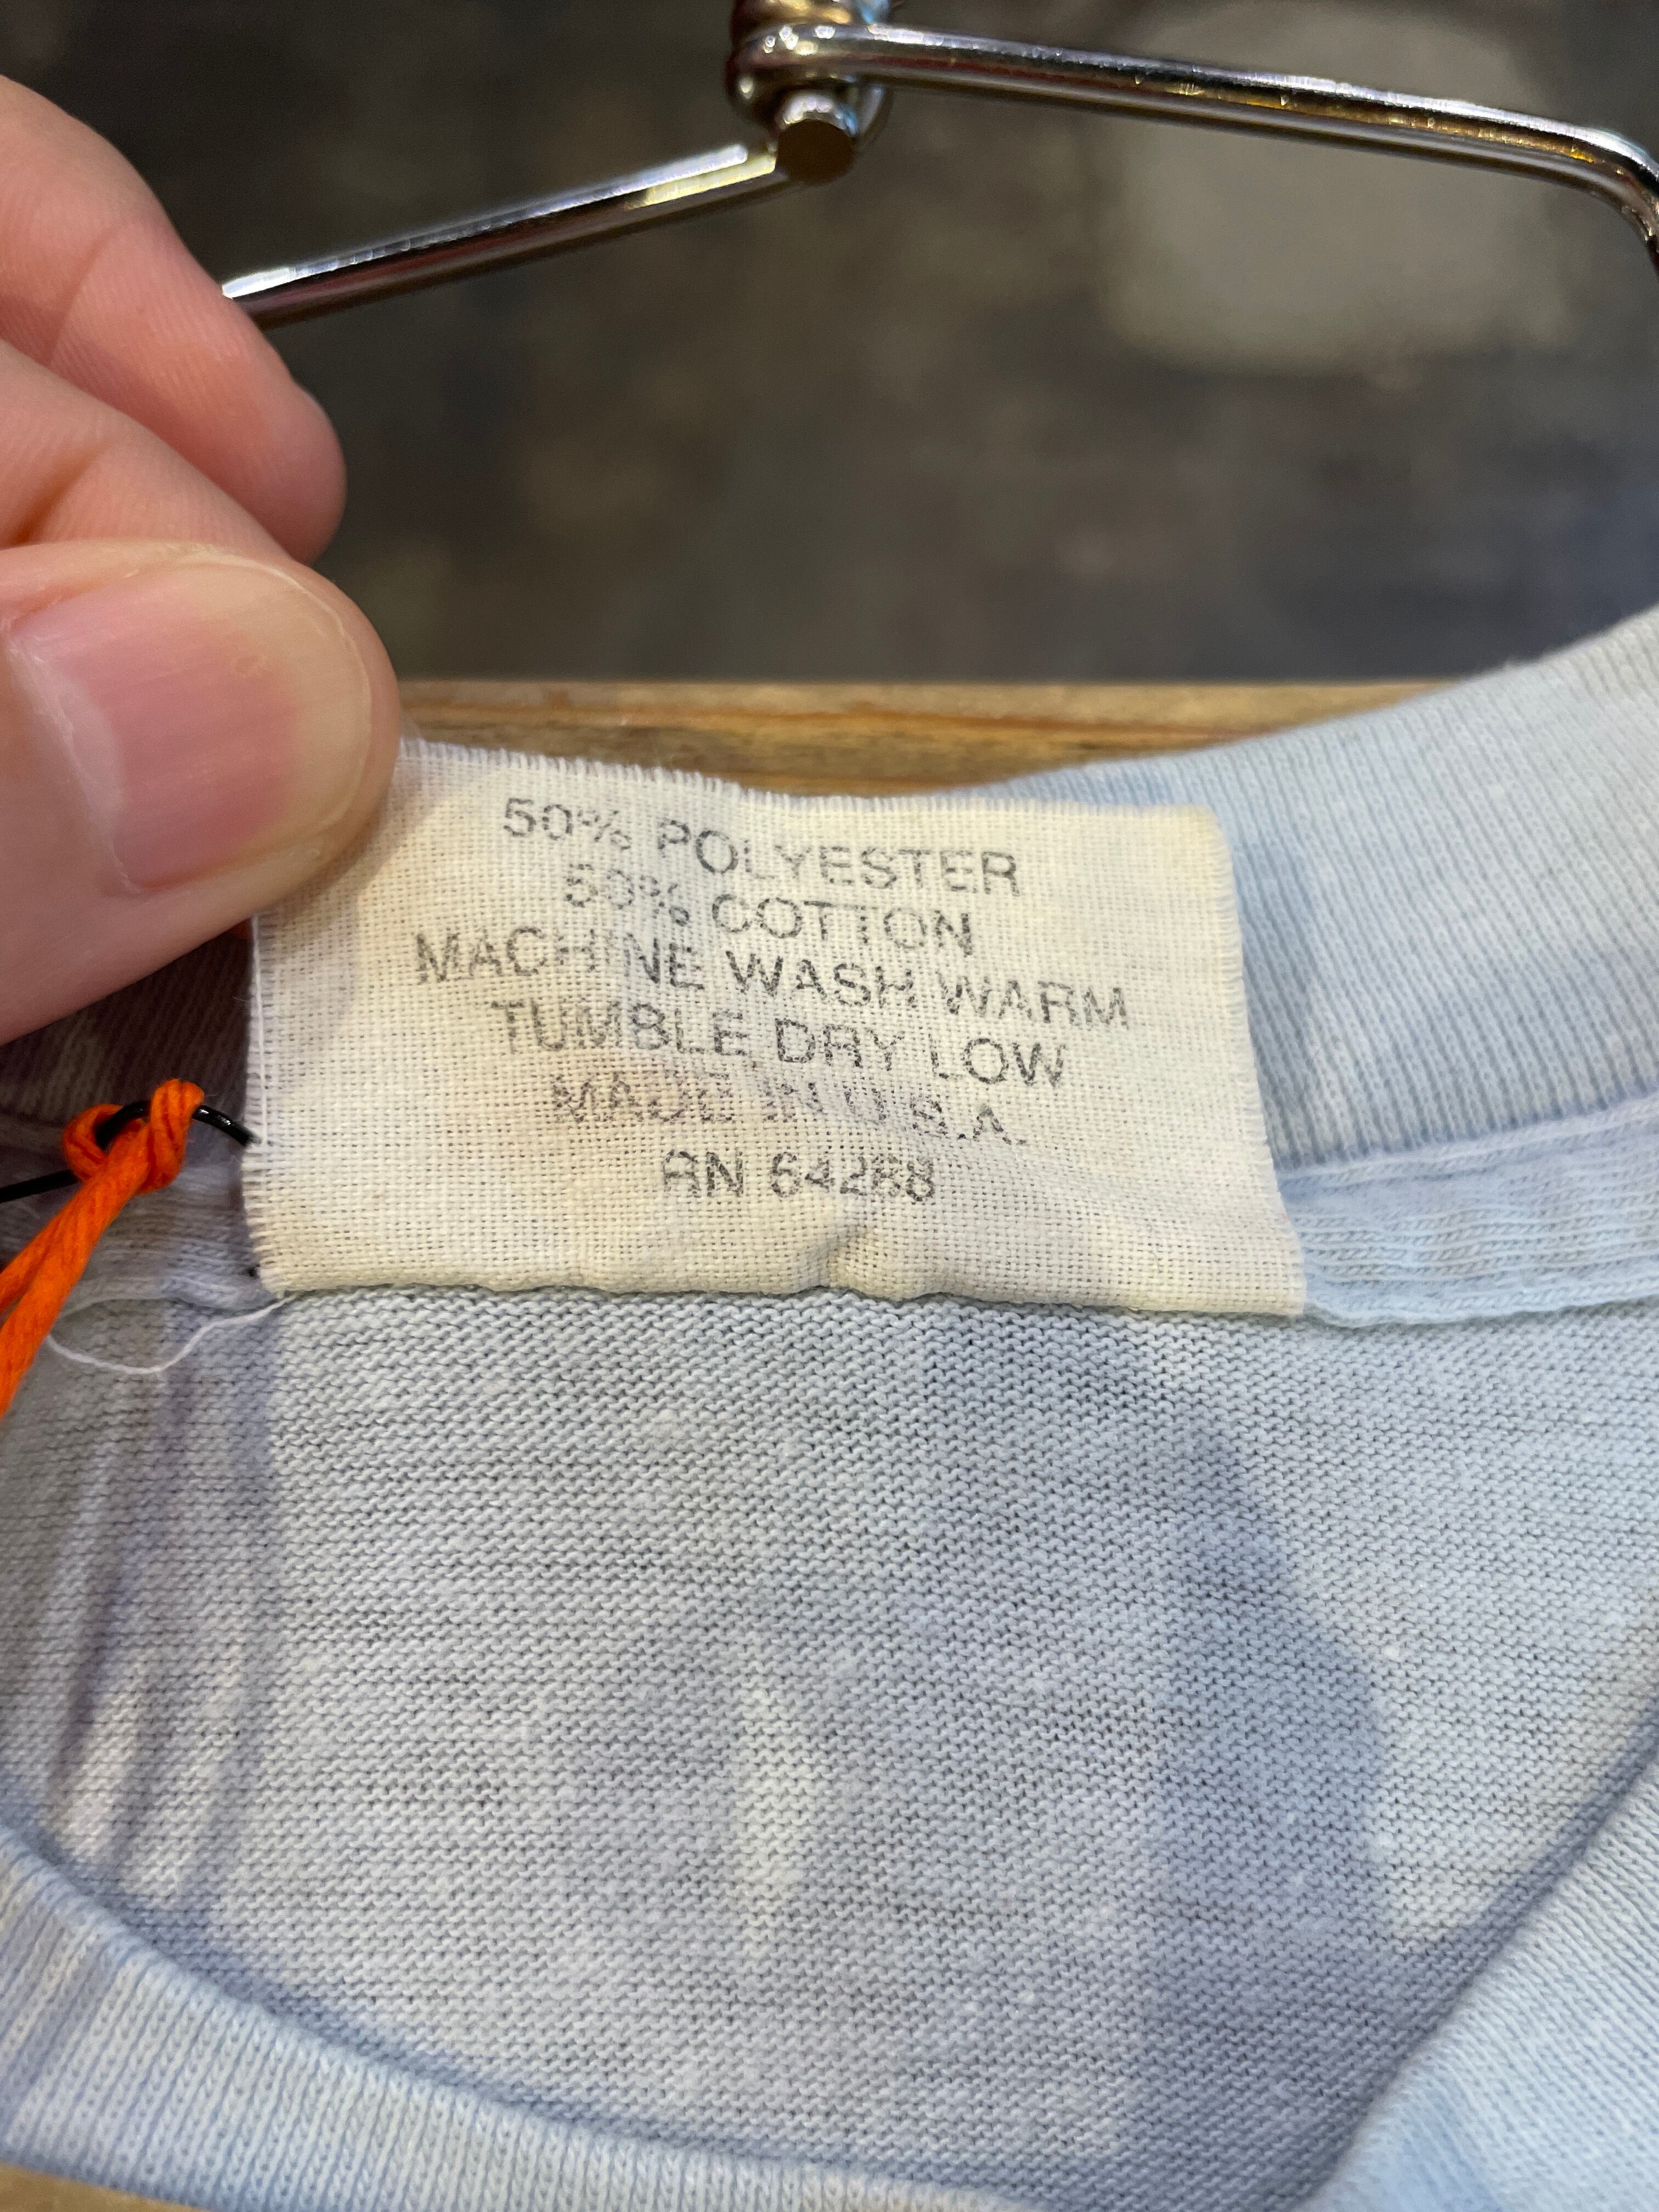 50% POLYESTER
50% COTTON
MACHINE WASH WARM
TUMBLE DRY LOW
MADE IN U.S.A.
RN 64288